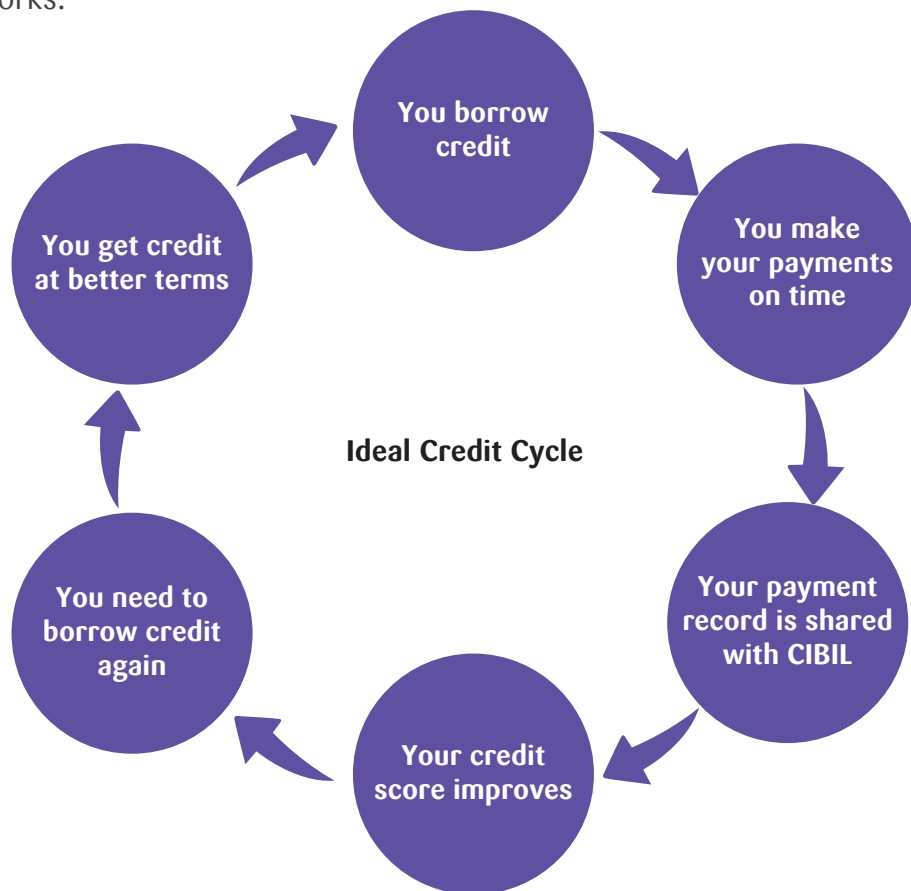 You borrow
credit
You make
your payments
on time
Your payment
record is shared
with CIBIL
Your credit
score improves
You need to
borrow credit
again
You get credit
at better terms
Ideal Credit Cycle